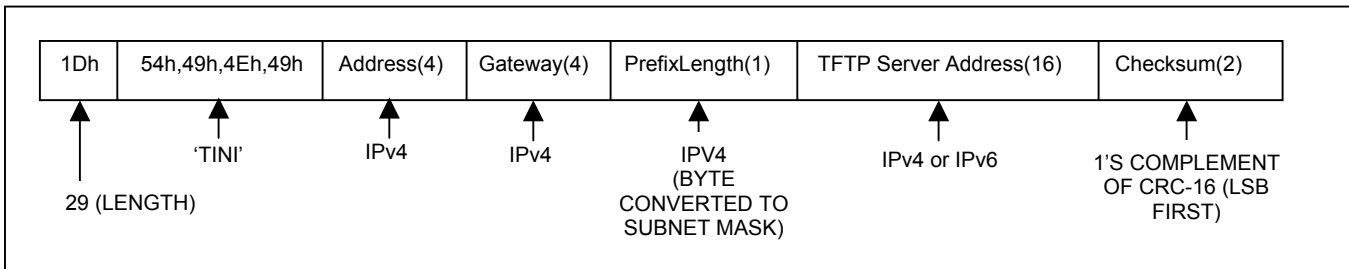 1Dh 54h,49h,4Eh,49h Address(4) Gateway(4) PrefixLength(1) TFTP Server Address(16) Checksum(2)
‘TINI’ IPv4 IPv4 IPV4 IPv4 or IPv6 1’S COMPLEMENT
(BYTE OF CRC-16 (LSB
29 (LENGTH) CONVERTED TO FIRST)
SUBNET MASK)